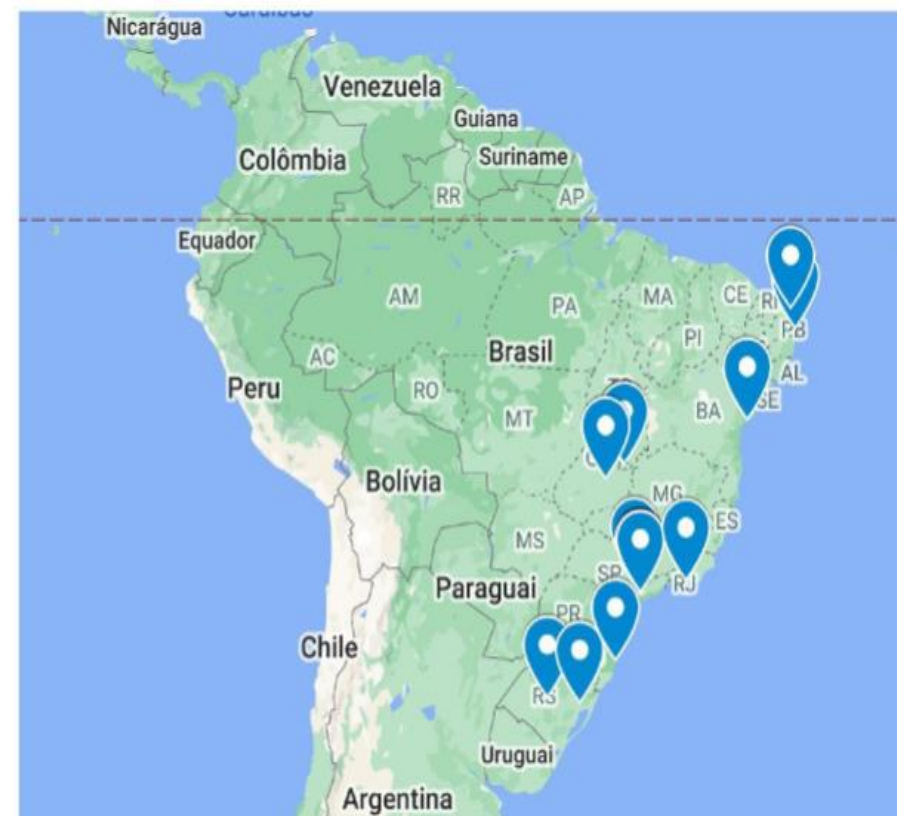 Nicarágua
Venezuela
Guiana
Colômbia
Suriname
RR
AP
Equador
AM
PA
MA
CE
PB
PI
Brasil
AC
AL
Peru
RO
SE
BA
MT
Bolívia
MG
ES
MS
SP
RJ
Paraguai
PR
Chile
RS
Uruguai
Argentina